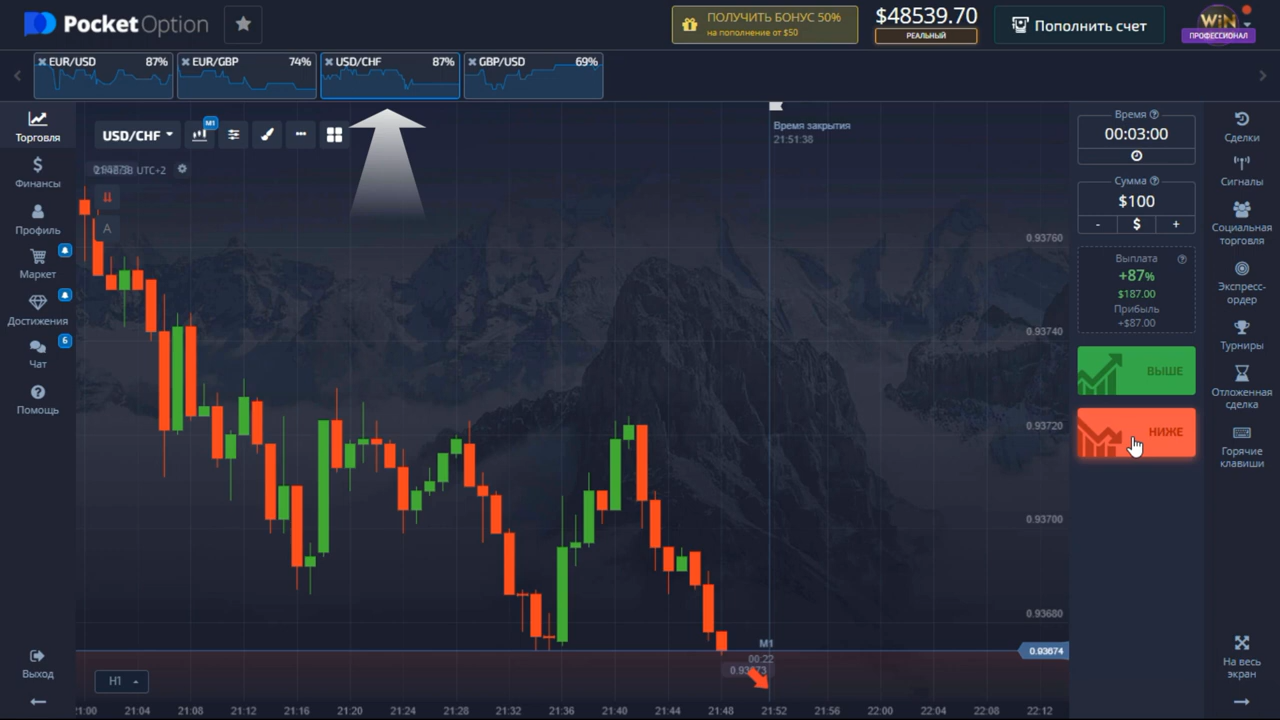 PocketOption
ПОЛУЧИТЬ БОНУС 50%
на пополнение от $50
$48539.70
РЕАЛЬНЫЙ
Пополнить счет
WiN
ПРОФЕССИОНАЛ
EUR/USD 87%
EUR/GBP 74%
USD/CHF 87%
GBP/USD 69%
Торговля
Финансы
Профиль
Маркет
Достижения
6
Чат
Помощь
Выход
USD/CHF
M1
UTC+2
A
Время закрытия
21:51:38
0.93760
0.93740
0.93720
0.93700
0.93680
0.93674
M1
00:22
H1
21:00 21:04 21:08 21:12 21:16 21:20 21:24 21:28 21:32 21:36 21:40 21:44 21:48 21:52 21:56 22:00 22:04 22:08 22:12
Время
00:03:00
Сумма
$100
- $ +
Выплата
+87%
$187.00
Прибыль
+$87.00
ВЫШЕ
НИЖЕ
Сделки
Сигналы
Социальная
торговля
Экспресс-
ордер
Турниры
Отложенная
сделка
Горячие
клавиши
На весь
экран